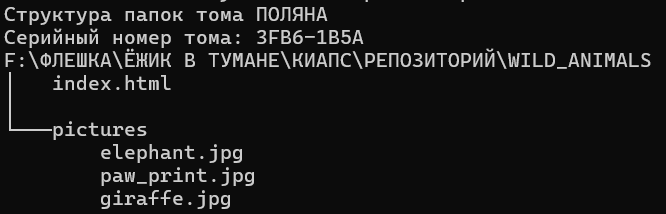 Структура папок тома ПОЛЯНА
Серийный номер тома: 3FB6-1B5A
F:\ФЛЕШКА\ЁЖИК В ТУМАНЕ\КИАПС\РЕПОЗИТОРИЙ\WILD_ANIMALS
index.html
pictures
elephant.jpg
paw_print.jpg
giraffe.jpg